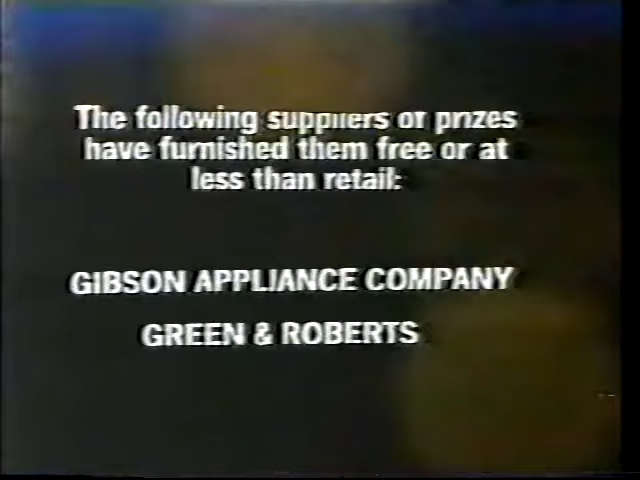 The following suppliers of prizes
have furnished them free or at
less than retail:
GIBSON APPLIANCE COMPANY
GREEN & ROBERTS